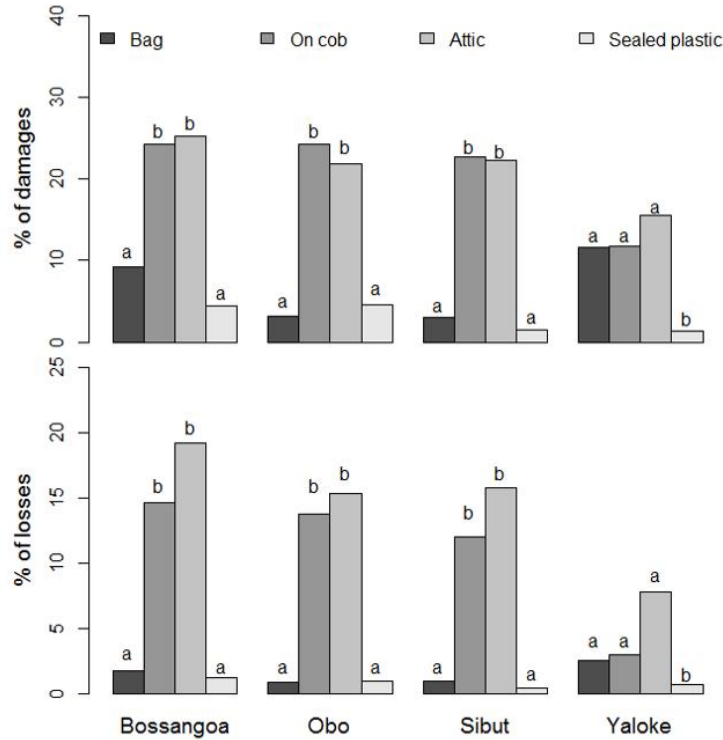 40
Bag On cob Attic Sealed plastic
30
20
10
0
% of damages
a b b a
b b a a
b b a a
a a a b
25
20
15
10
5
0
% of losses
a b b a
a b b a
a b b a
a a a b
Bossangoa Obo Sibut Yaloke